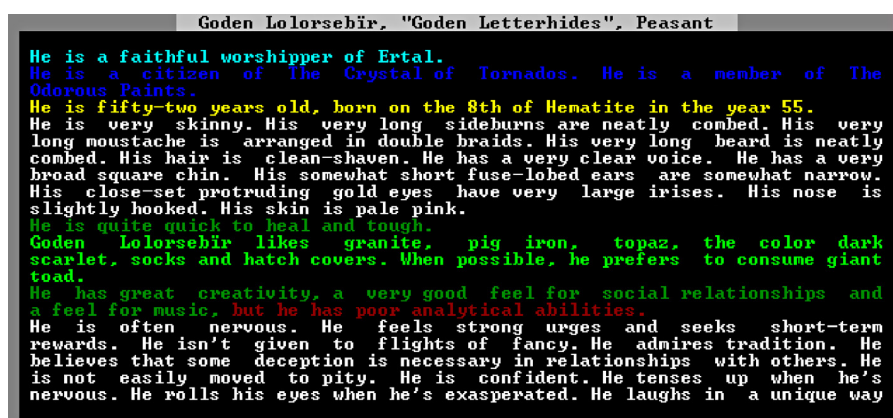 Goden Lolorsebïr, "Goden Letterhides", Peasant
He is a faithful worshipper of Ertal.
He is a citizen of The Crystal of Tornados. He is a member of The
Odorous Paints.
He is fifty-two years old, born on the 8th of Hematite in the year 55.
He is very skinny. His very long sideburns are neatly combed. His very
long moustache is arranged in double braids. His very long beard is neatly
combed. His hair is clean-shaven. He has a very clear voice. He has a very
broad square chin. His somewhat short fuse-lobed ears are somewhat narrow.
His close-set protruding gold eyes have very large irises. His nose is
slightly hooked. His skin is pale pink.
He is quite quick to heal and tough.
Goden Lolorsebïr likes granite, pig iron, topaz, the color dark
scarlet, socks and hatch covers. When possible, he prefers to consume giant
toad.
He has great creativity, a very good feel for social relationships and
a feel for music, but he has poor analytical abilities.
He is often nervous. He feels strong urges and seeks short-term
rewards. He isn't given to flights of fancy. He admires tradition. He
believes that some deception is necessary in relationships with others. He
is not easily moved to pity. He is confident. He tenses up when he's
nervous. He rolls his eyes when he's exasperated. He laughs in a unique way